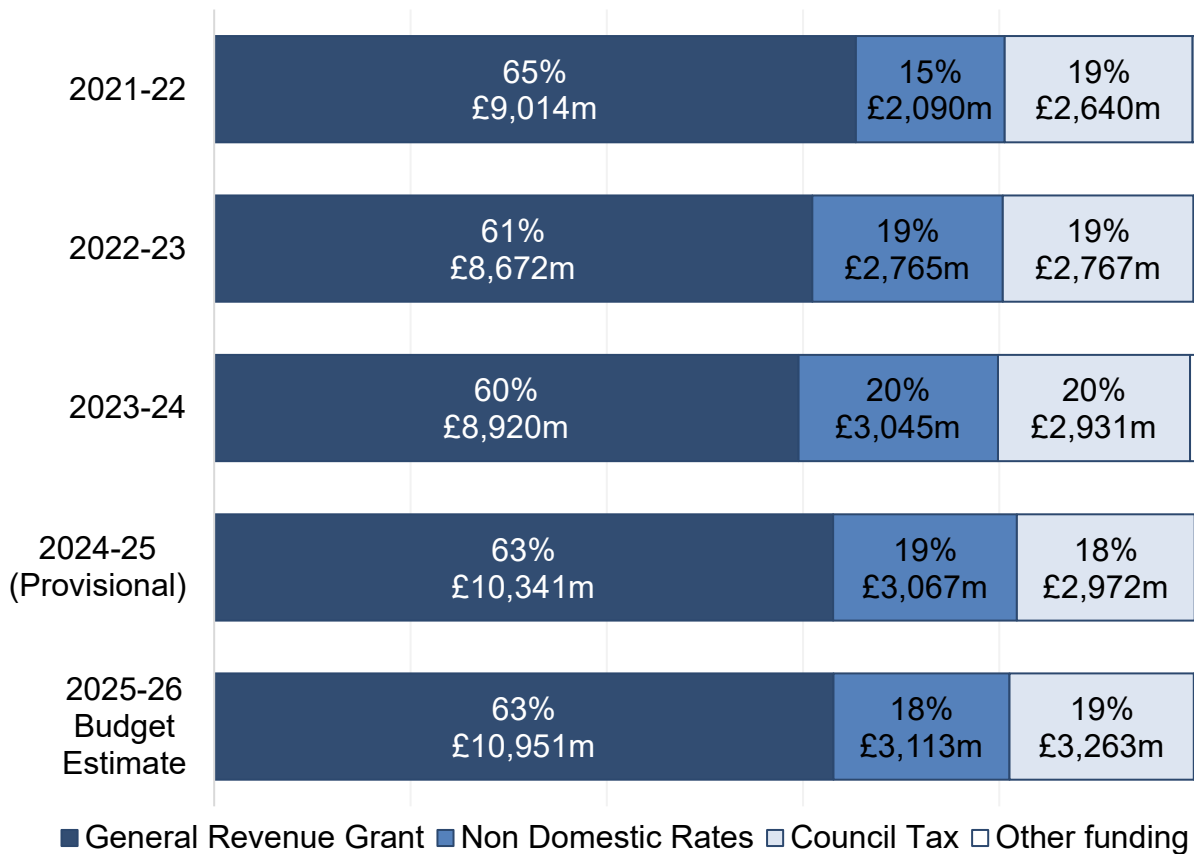 2021-22
65%
£9,014m
15%
£2,090m
19%
£2,640m
2022-23
61%
£8,672m
19%
£2,765m
19%
£2,767m
2023-24
60%
£8,920m
20%
£3,045m
20%
£2,931m
2024-25
(Provisional)
63%
£10,341m
19%
£3,067m
18%
£2,972m
2025-26
Budget
Estimate
63%
£10,951m
18%
£3,113m
19%
£3,263m
General Revenue Grant Non Domestic Rates Council Tax Other funding